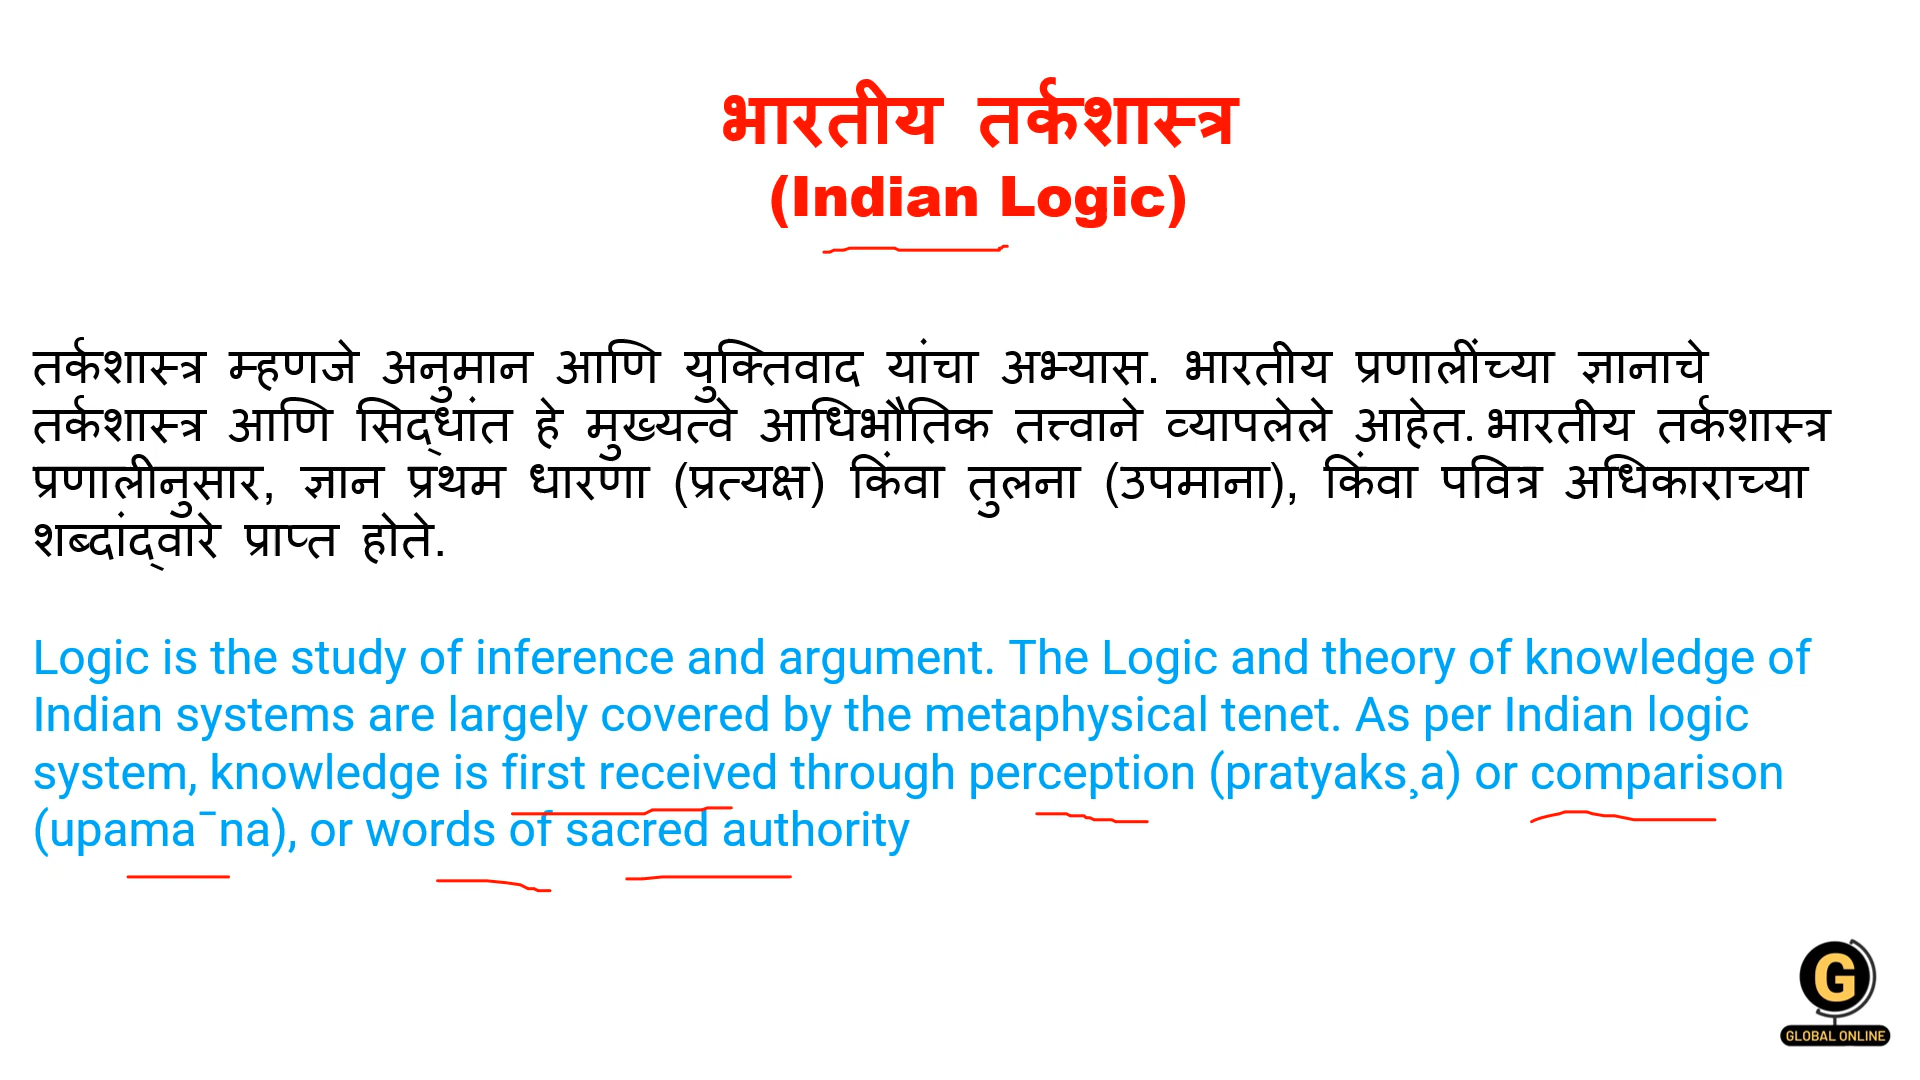 भारतीय तर्कशास्त्र
(Indian Logic)
तर्कशास्त्र म्हणजे अनुमान आणि युक्तिवाद यांचा अभ्यास. भारतीय प्रणालींच्या ज्ञानाचे
तर्कशास्त्र आणि सिद्धांत हे मुख्यत्वे आधिभौतिक तत्त्वाने व्यापलेले आहेत. भारतीय तर्कशास्त्र
प्रणालीनुसार, ज्ञान प्रथम धारणा (प्रत्यक्ष) किंवा तुलना (उपमाना), किंवा पवित्र अधिकाराच्या
शब्दांद्वारे प्राप्त होते.
Logic is the study of inference and argument. The Logic and theory of knowledge of
Indian systems are largely covered by the metaphysical tenet. As per Indian logic
system, knowledge is first received through perception (pratyaks¸a) or comparison
(upama¯na), or words of sacred authority
G
GLOBAL ONLINE